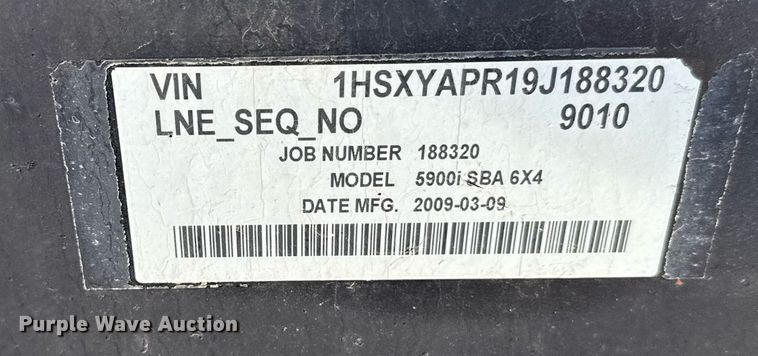 VIN 1HSXYAPR19J188320
LNE_SEQ_NO 9010
JOB NUMBER 188320
MODEL 5900i SBA 6X4
DATE MFG. 2009-03-09
Purple Wave Auction